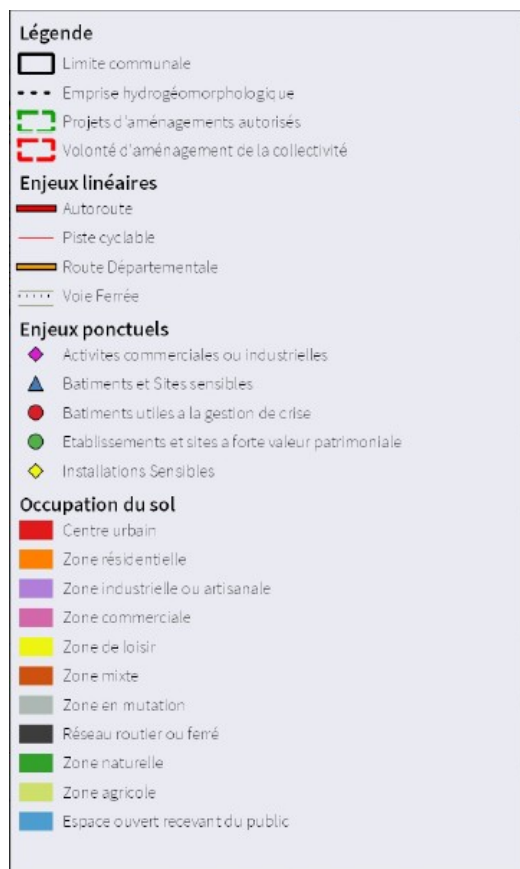 Légende
Limite communale
Emprise hydrogéomorphologique
Projets d'aménagements autorisés
Volonté d'aménagement de la collectivité
Enjeux linéaires
Autoroute
Piste cyclable
Route Départementale
Voie Ferrée
Enjeux ponctuels
Activites commerciales ou industrielles
Batiments et Sites sensibles
Batiments utiles a la gestion de crise
Etablissements et sites a forte valeur patrimoniale
Installations Sensibles
Occupation du sol
Centre urbain
Zone résidentielle
Zone industrielle ou artisanale
Zone commerciale
Zone de loisir
Zone mixte
Zone en mutation
Réseau routier ou ferré
Zone naturelle
Zone agricole
Espace ouvert recevant du public